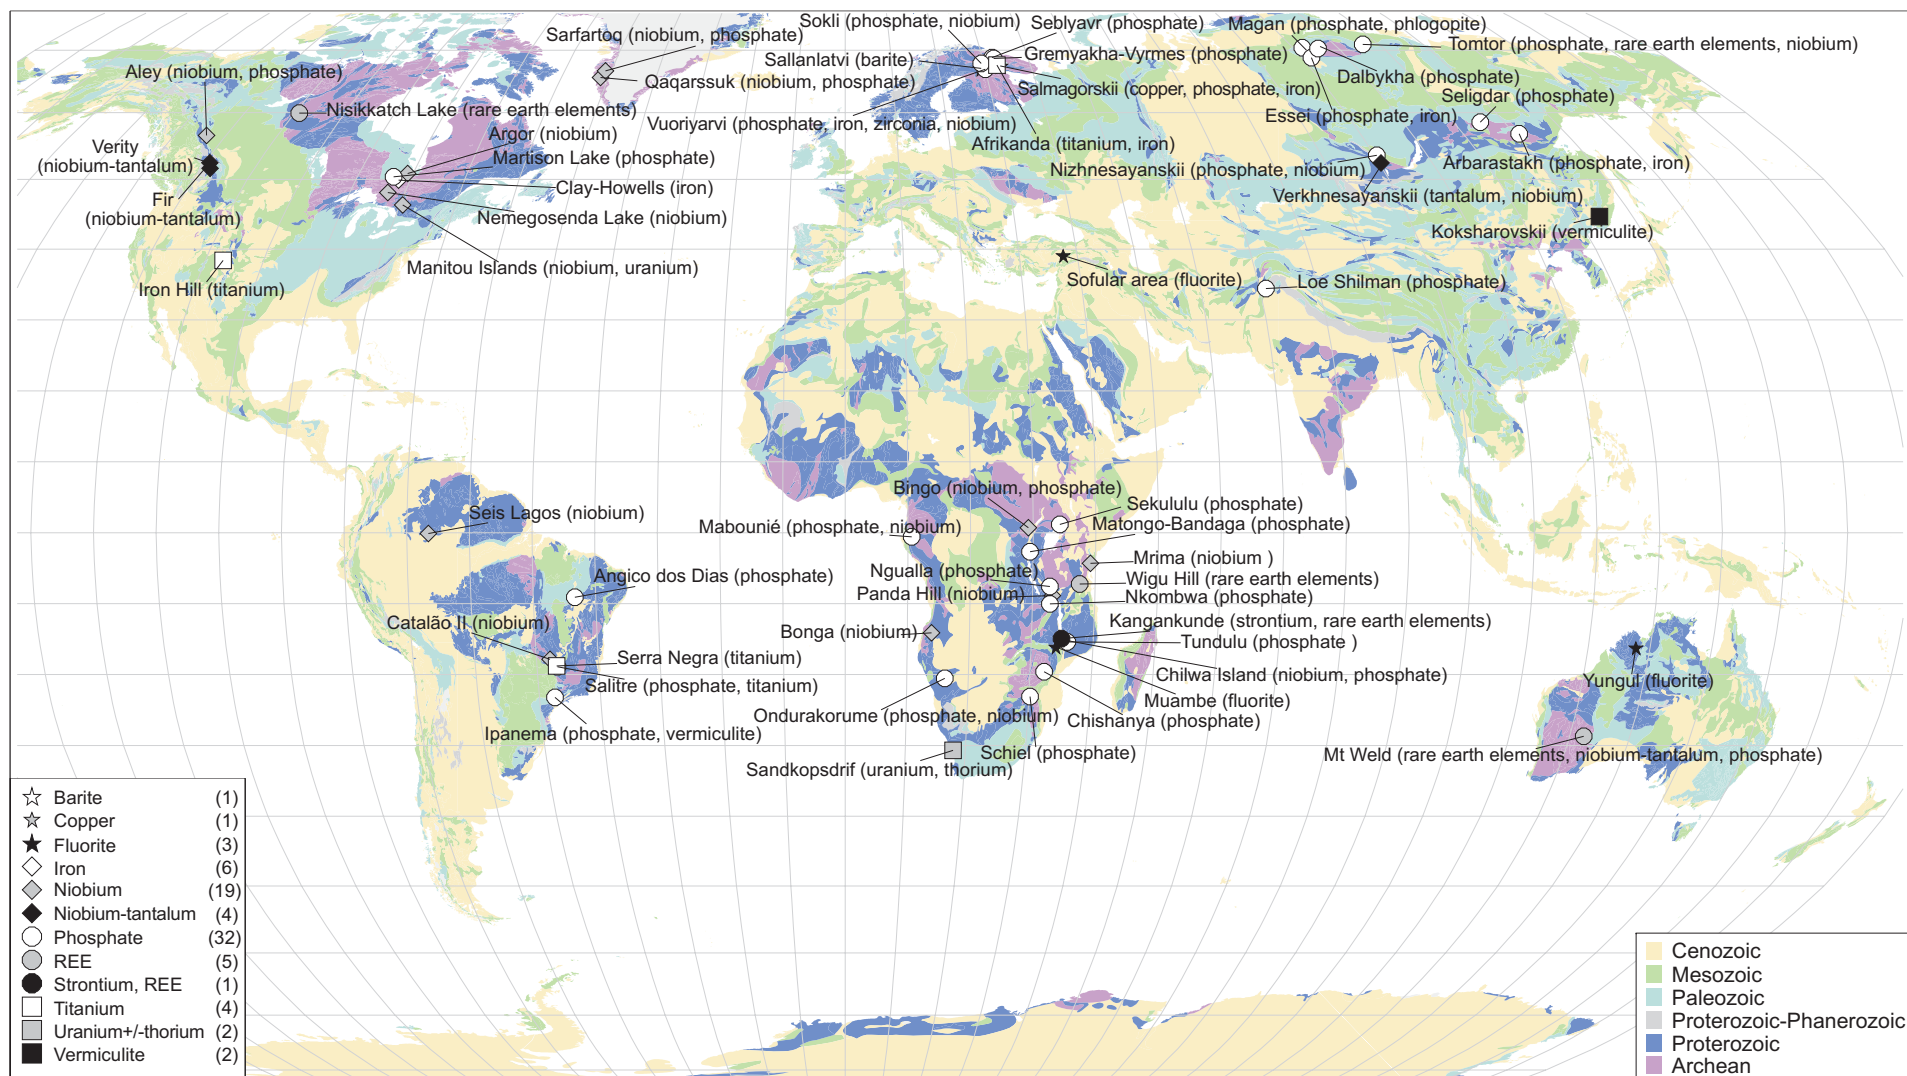 Sokli (phosphate, niobium)
Seblyavr (phosphate)
Magan (phosphate, phlogopite)
Sarfartoq (niobium, phosphate)
Tomtor (phosphate, rare earth elements, niobium)
Sallanlatvi (barite)
Gremyakha-Vyrmes (phosphate)
Aley (niobium, phosphate)
Qaqarssuk (niobium, phosphate)
Dalbykha (phosphate)
Salmagorskii (copper, phosphate, iron)
Seligdar (phosphate)
Nisikkatch Lake (rare earth elements)
Essei (phosphate, iron)
Vuoriyarvi (phosphate, iron, zirconia, niobium)
Argor (niobium)
Afrikanda (titanium, iron)
Verity
(niobium-tantalum)
Martison Lake (phosphate)
Arbarastakh (phosphate, iron)
Nizhnesayanskii (phosphate, niobium)
Clay-Howells (iron)
Verkhnesayanskii (tantalum, niobium)
Fir
(niobium-tantalum)
Nemegosenda Lake (niobium)
Koksharovskii (vermiculite)
Manitou Islands (niobium, uranium)
Sofular area (fluorite)
Loe Shilman (phosphate)
Iron Hill (titanium)
Bingo (niobium, phosphate)
Sekululu (phosphate)
Seis Lagos (niobium)
Mabounié (phosphate, niobium)
Matongo-Bandaga (phosphate)
Mrima (niobium )
Ngualla (phosphate)
Angico dos Dias (phosphate)
Wigu Hill (rare earth elements)
Panda Hill (niobium)
Nkombwa (phosphate)
Catalão II (niobium)
Kangankunde (strontium, rare earth elements)
Bonga (niobium)
Tundulu (phosphate )
Serra Negra (titanium)
Chilwa Island (niobium, phosphate)
Yungul (fluorite)
Salitre (phosphate, titanium)
Muambe (fluorite)
Ondurakorume (phosphate, niobium)
Chishanya (phosphate)
Ipanema (phosphate, vermiculite)
Schiel (phosphate)
Mt Weld (rare earth elements, niobium-tantalum, phosphate)
Sandkopsdrif (uranium, thorium)
Barite (1)
Copper (1)
Fluorite (3)
Iron (6)
Niobium (19)
Niobium-tantalum (4)
Phosphate (32)
REE (5)
Strontium, REE (1)
Titanium (4)
Uranium+/-thorium (2)
Vermiculite (2)
Cenozoic
Mesozoic
Paleozoic
Proterozoic-Phanerozoic
Proterozoic
Archean